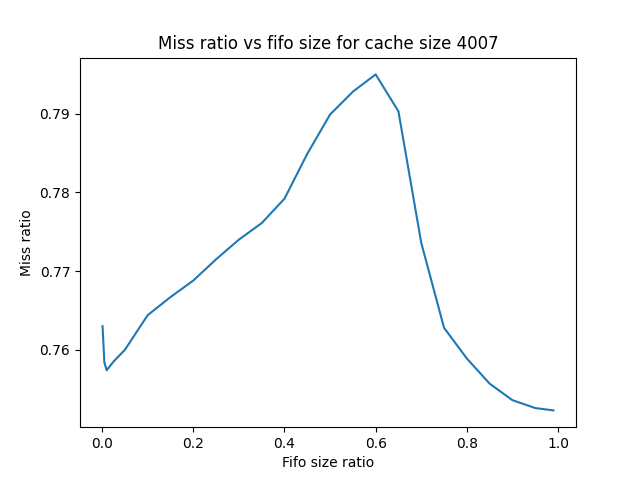 Miss ratio vs fifo size for cache size 4007
0.79
0.78
0.77
0.76
Miss ratio
0.0 0.2 0.4 0.6 0.8 1.0
Fifo size ratio